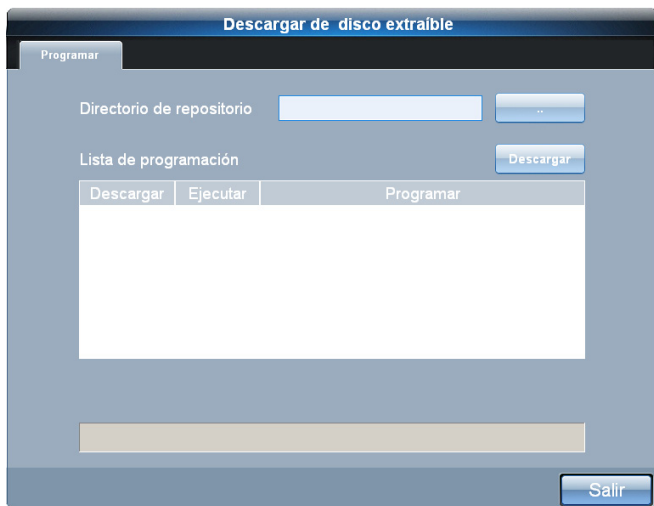 Descargar de  disco extraíble
Programar
Directorio de repositorio
..
Lista de programación
Descargar
Descargar Ejecutar Programar
Salir